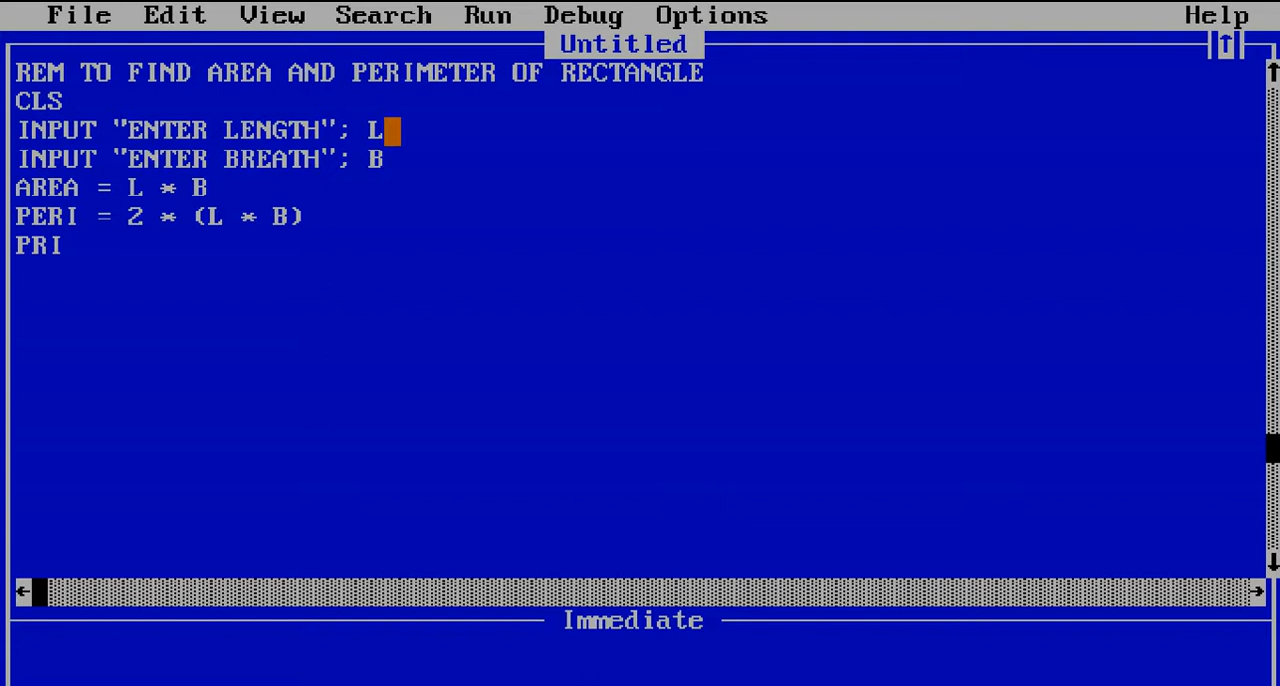 File Edit View Search Run Debug Options Help
Untitled
REM TO FIND AREA AND PERIMETER OF RECTANGLE
CLS
INPUT "ENTER LENGTH"; L
INPUT "ENTER BREATH"; B
AREA = L * B
PERI = 2 * (L * B)
PRI
Immediate